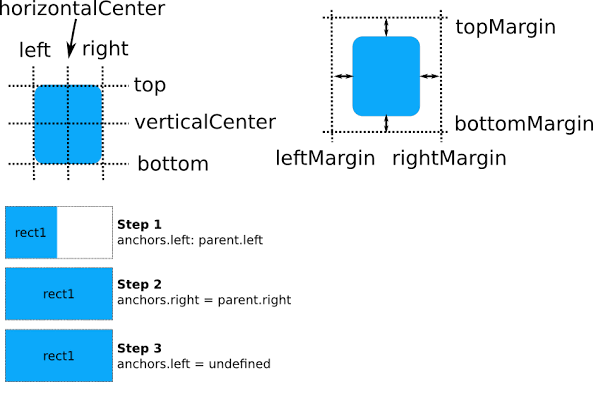 horizontalCenter
left
right
top
verticalCenter
bottom
topMargin
bottomMargin
leftMargin
rightMargin
rect1
Step 1
anchors.left: parent.left
rect1
Step 2
anchors.right = parent.right
rect1
Step 3
anchors.left = undefined